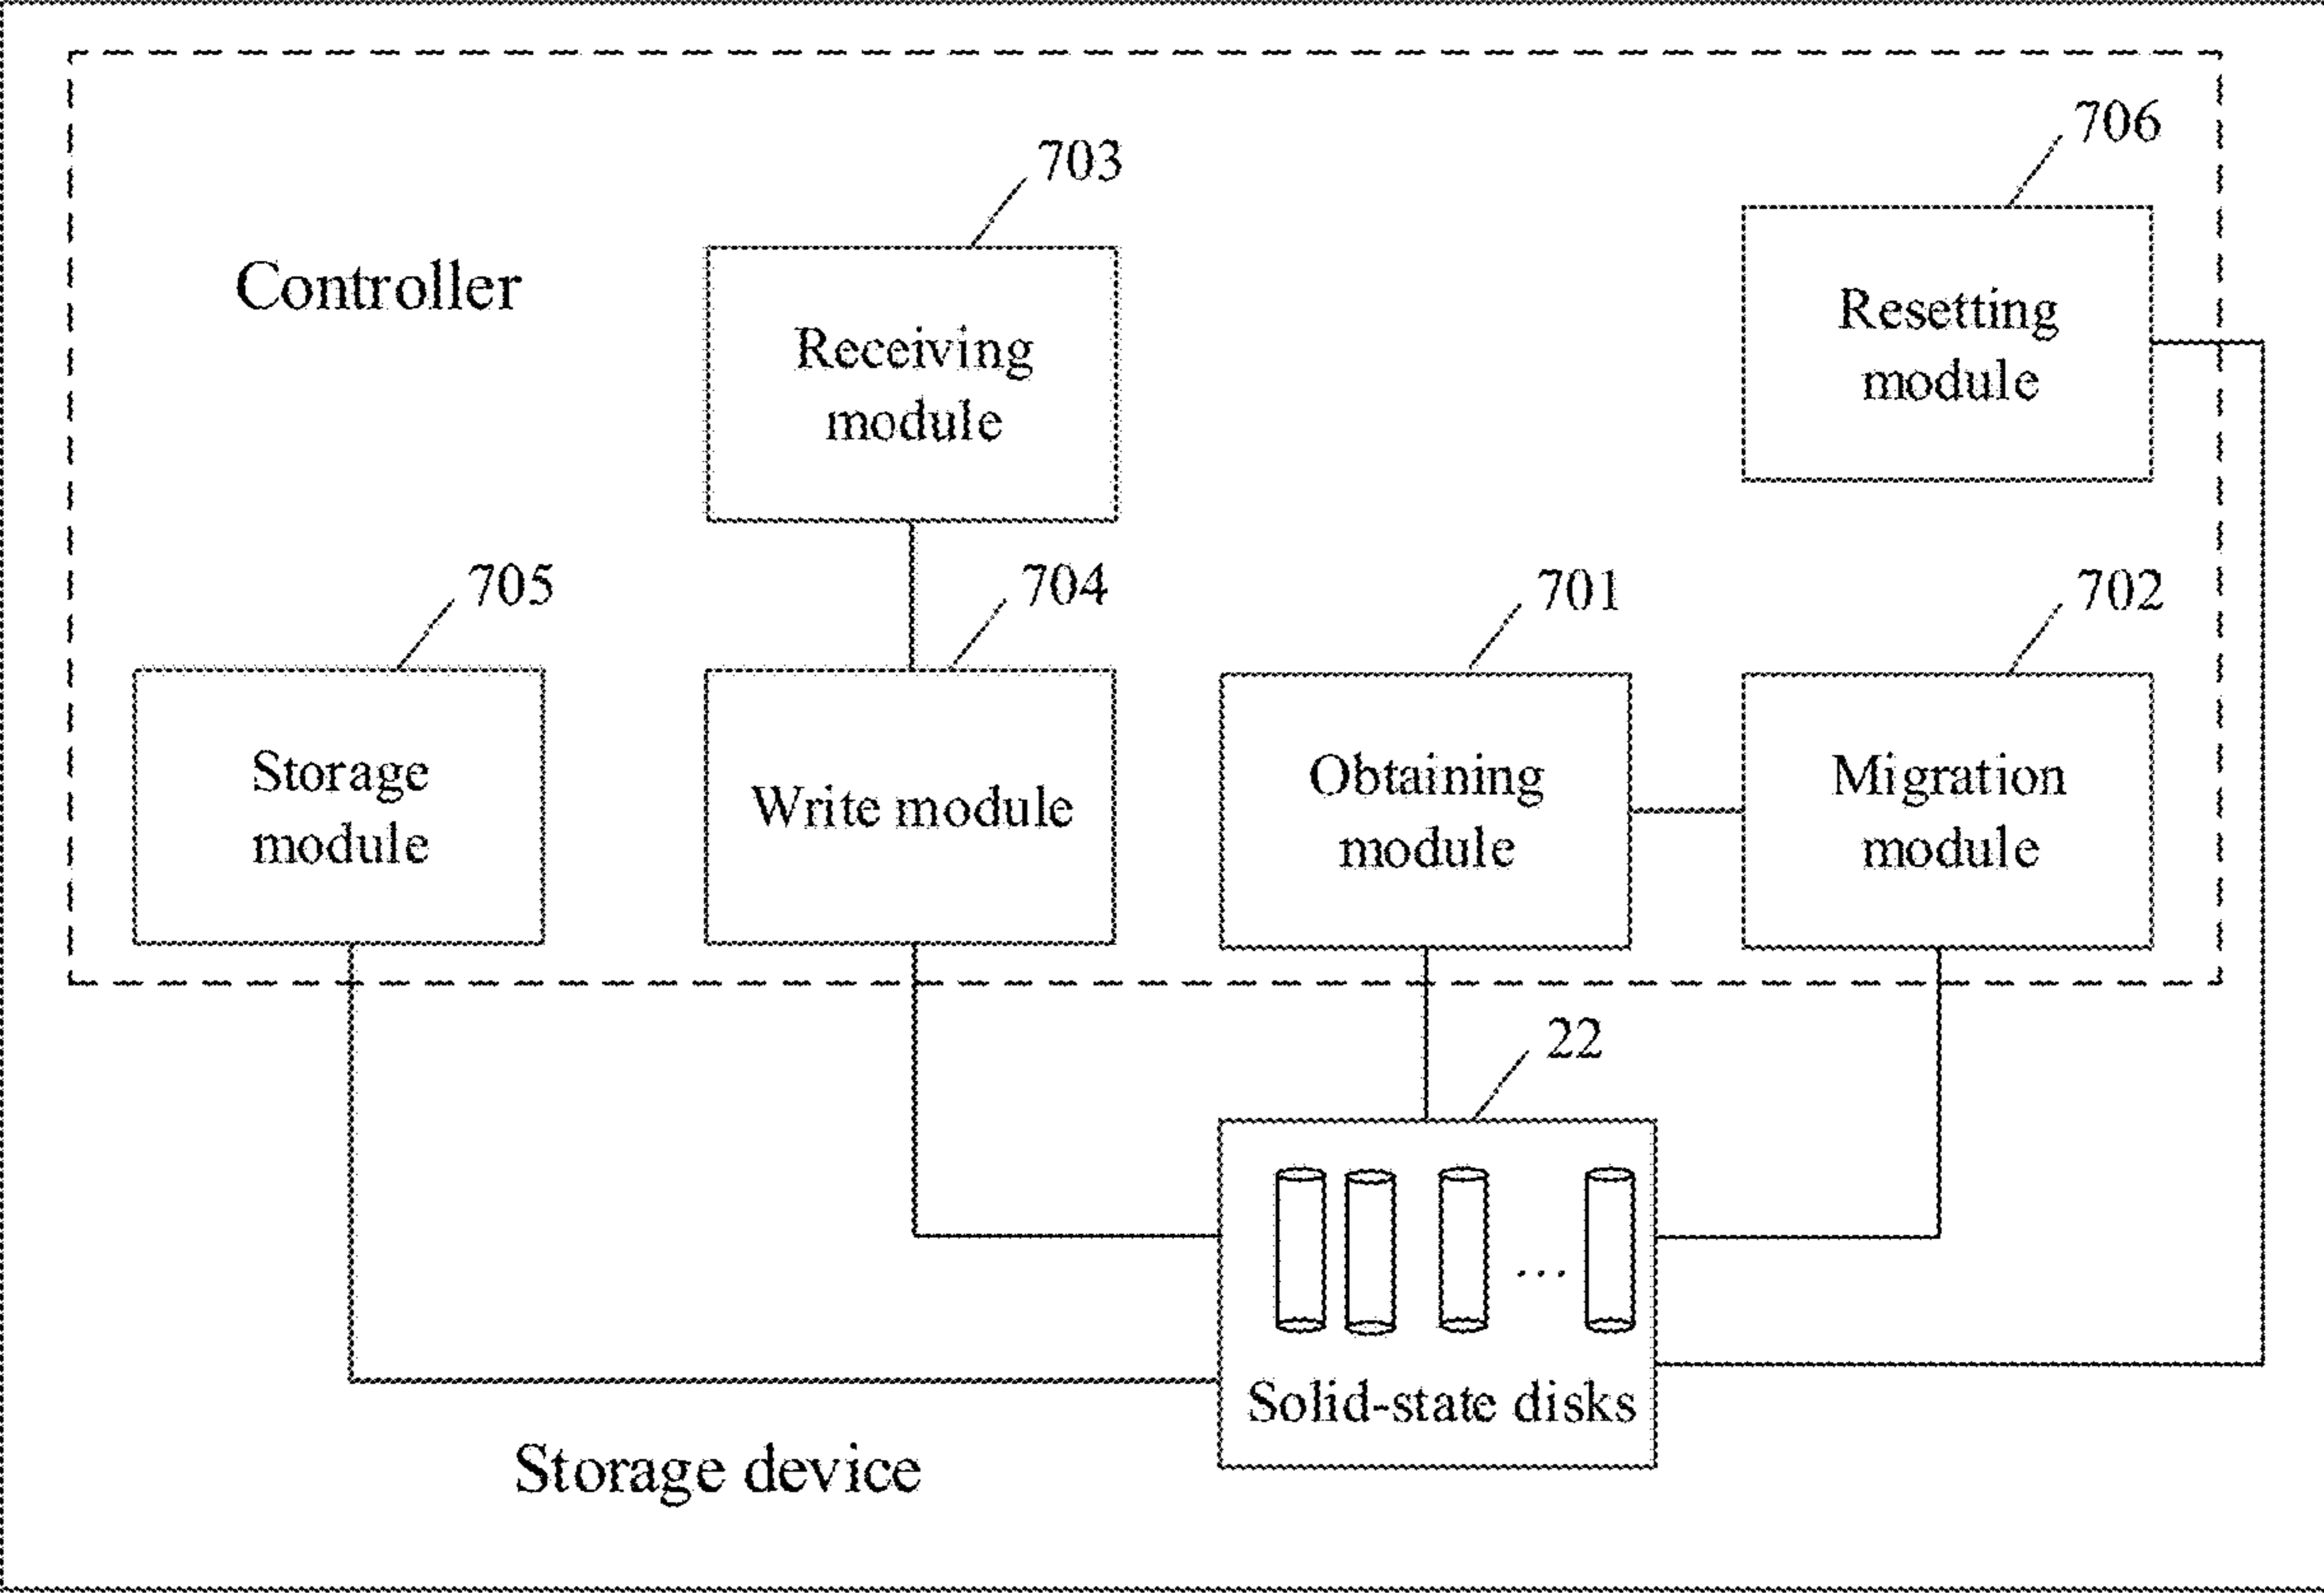 706
703
Controller
Resetting
module
Receiving
module
705
704
701
702
Storage
module
Write module
Obtaining
module
Migration
module
22
...
Solid-state disks
Storage device